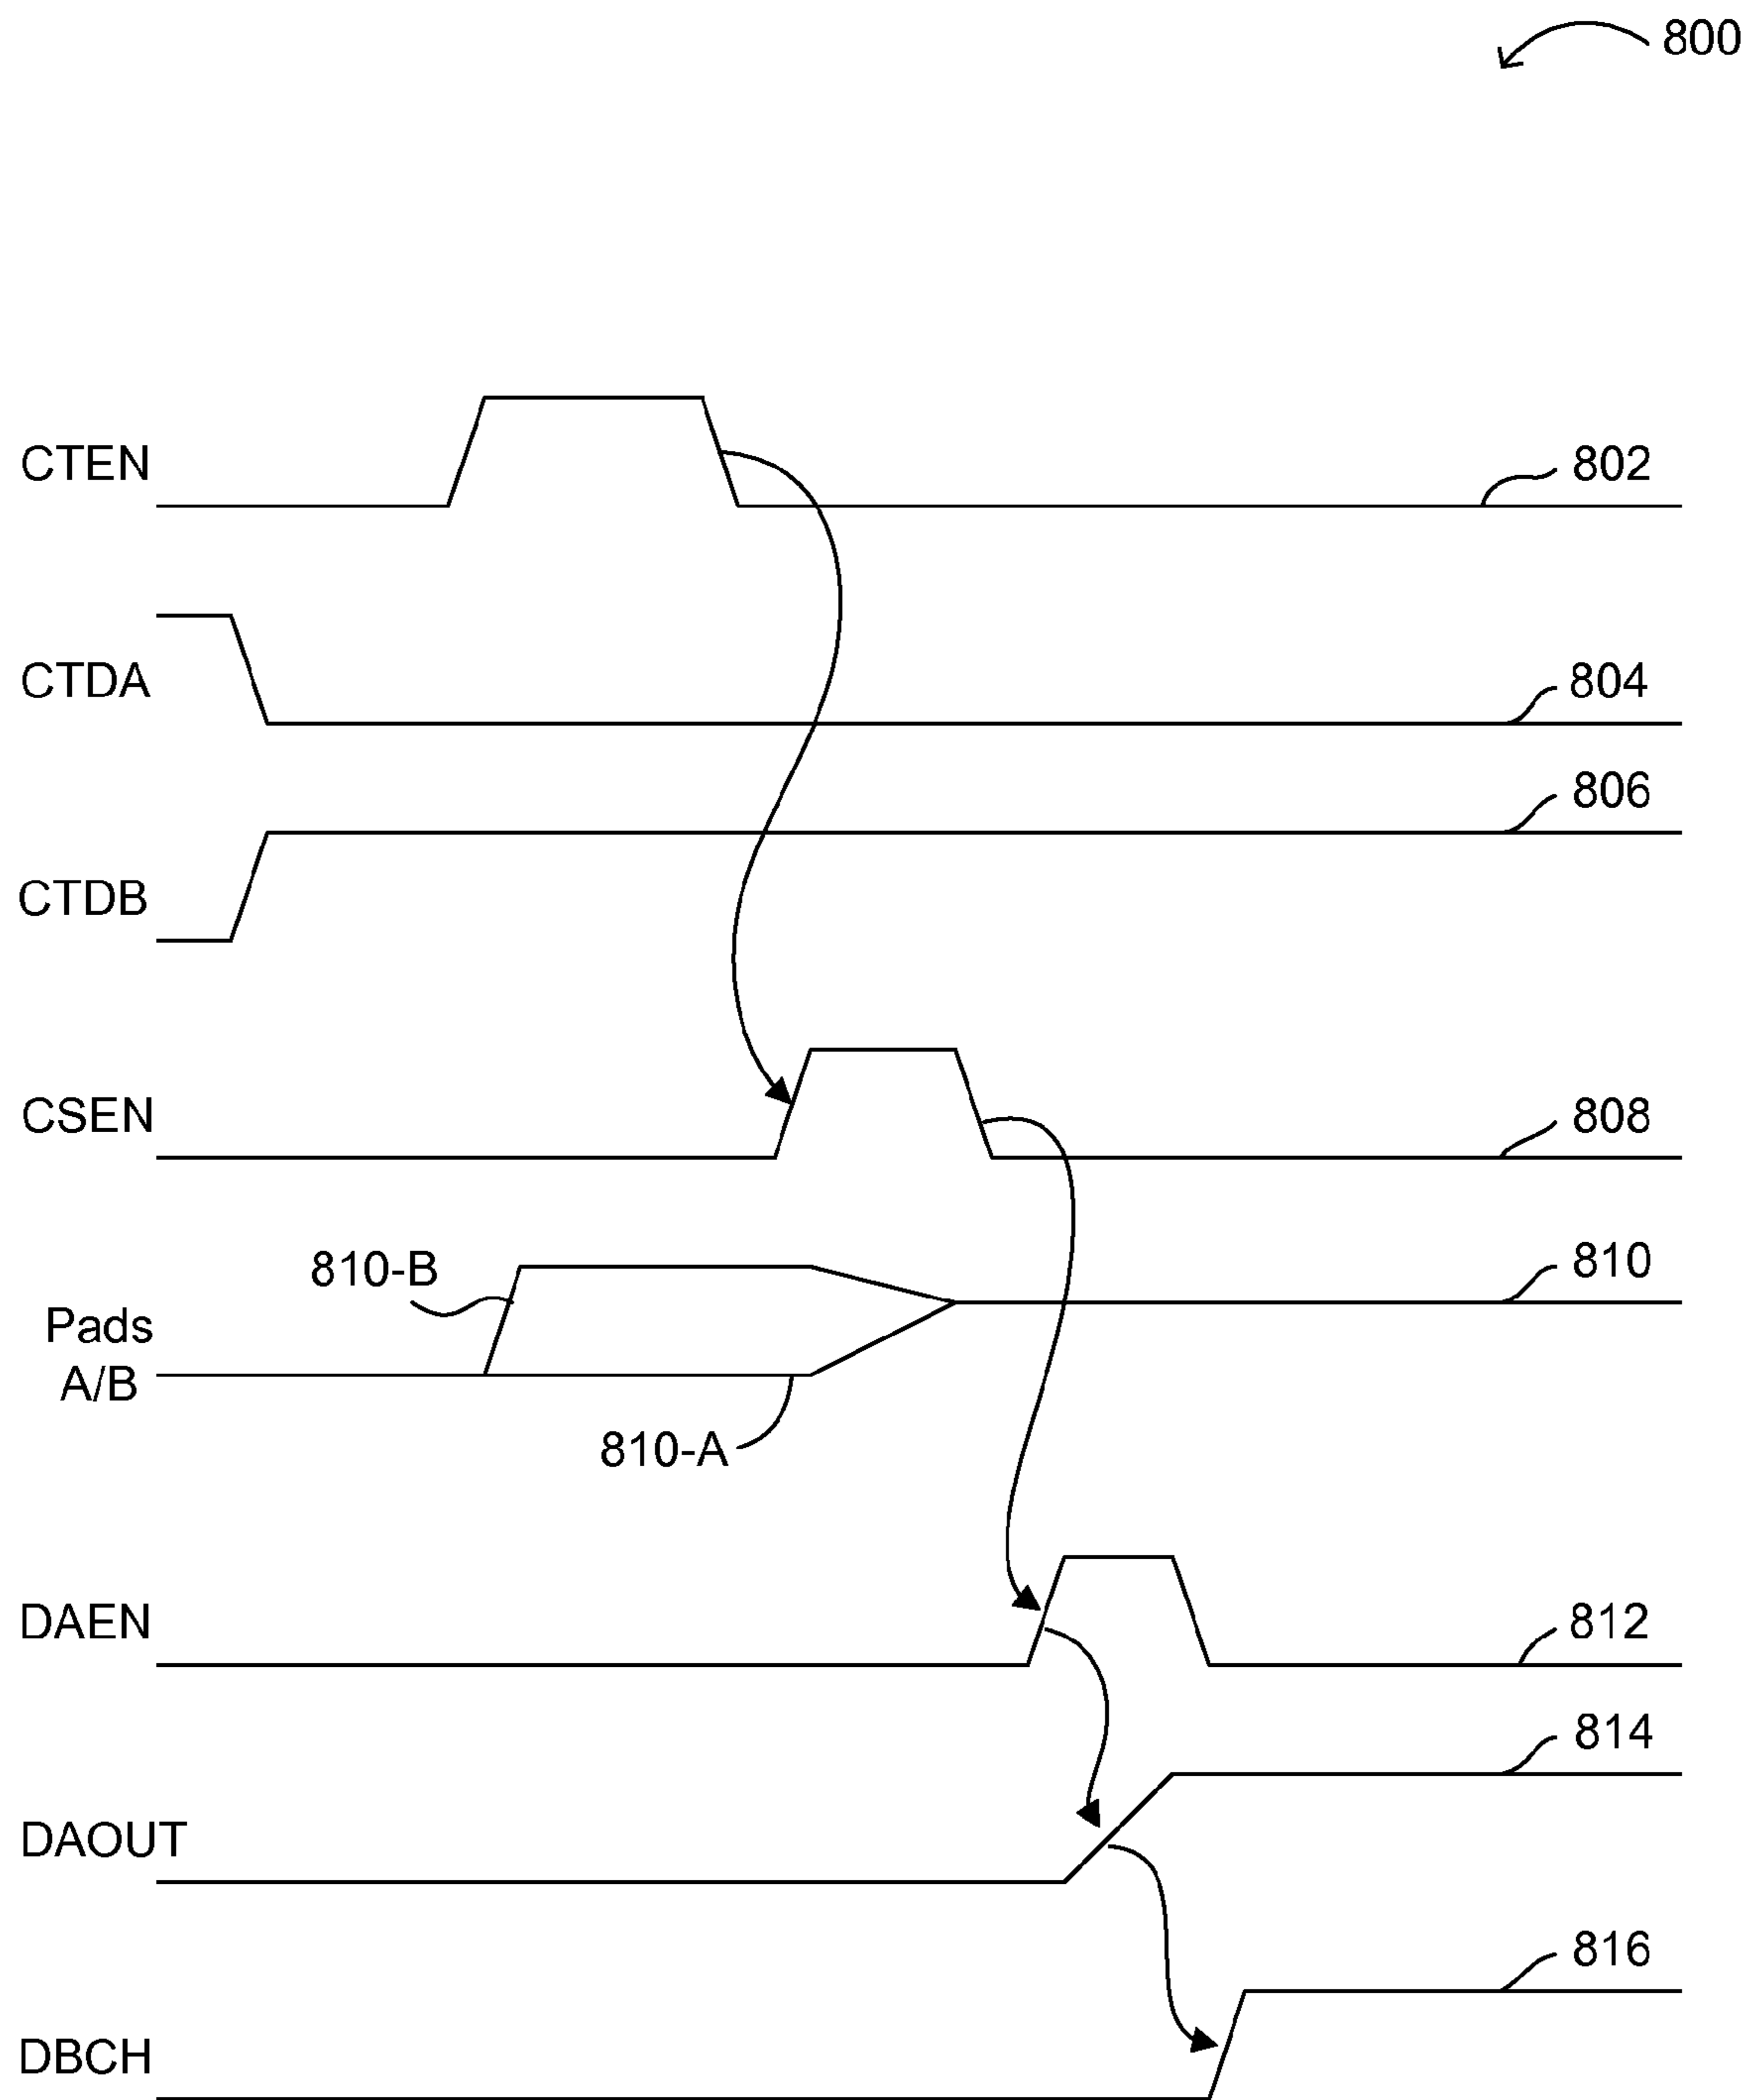 800
CTEN
802
CTDA
804
806
CTDB
CSEN
808
810-B
810
Pads
A/B
810-A
DAEN
812
814
DAOUT
816
DBCH